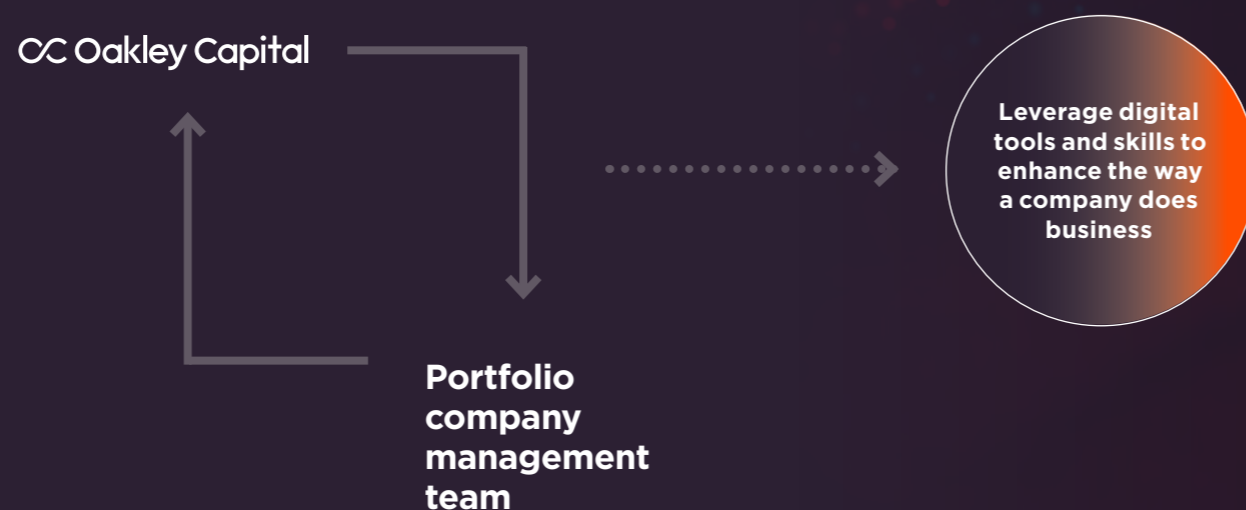 Oakley Capital
Leverage digital
tools and skills to
enhance the way
a company does
business
Portfolio
company
management
team